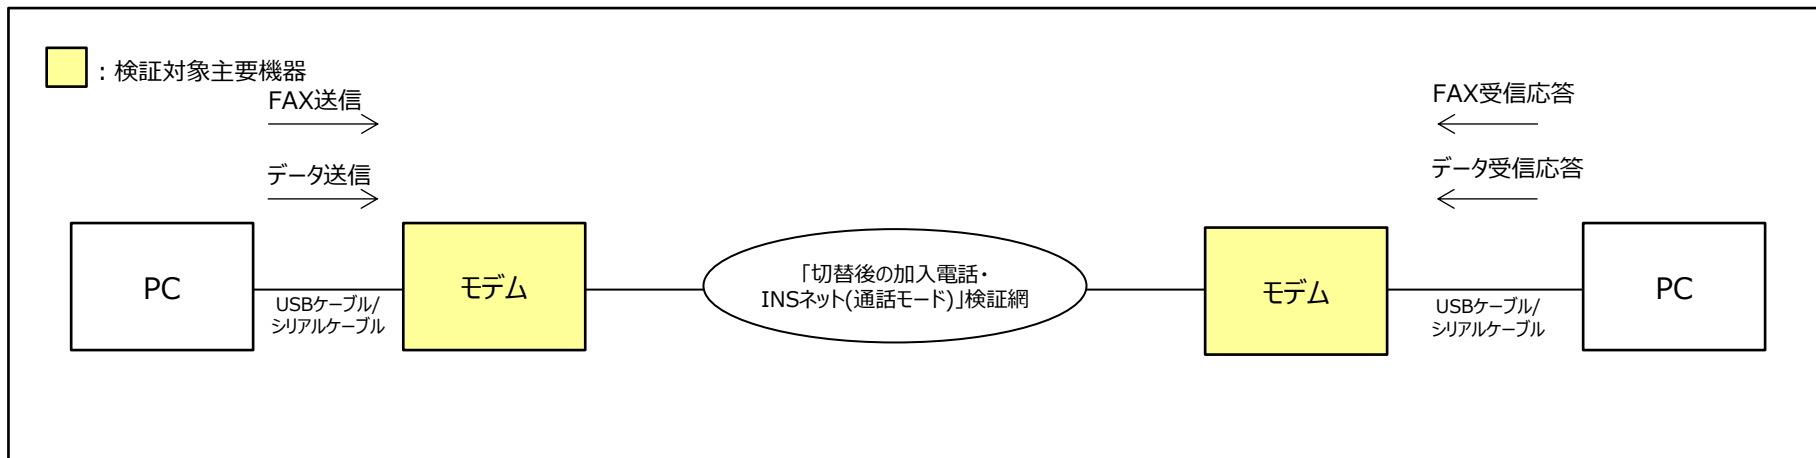 ：検証対象主要機器
FAX送信
データ送信
FAX受信応答
データ受信応答
PC
USBケーブル/
シリアルケーブル
モデム
「切替後の加入電話・
INSネット(通話モード)」検証網
モデム
USBケーブル/
シリアルケーブル
PC